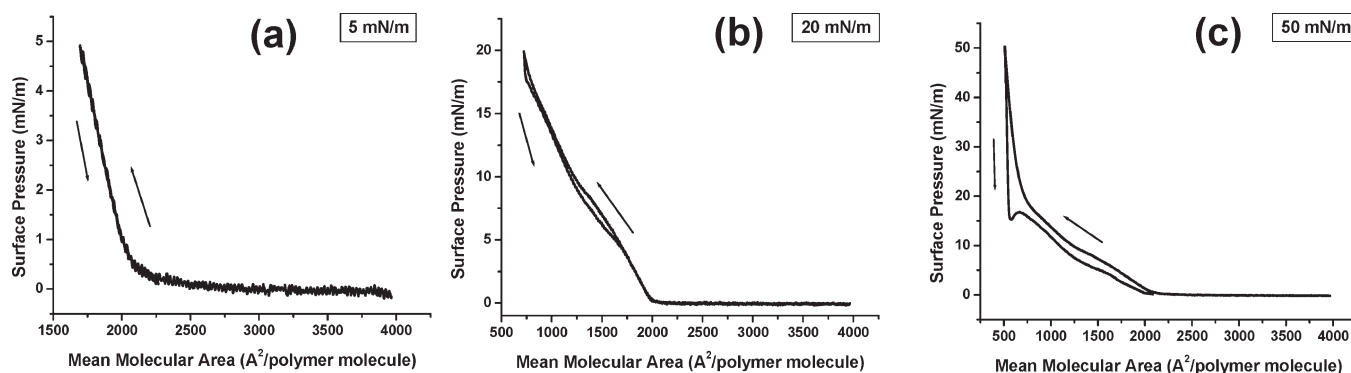 (a)
5 mN/m
5
4
3
2
1
0
1500 2000 2500 3000 3500 4000
Surface Pressure (mN/m)
Mean Molecular Area (A²/polymer molecule)
(b)
20 mN/m
20
15
10
5
0
500 1000 1500 2000 2500 3000 3500 4000
Surface Pressure (mN/m)
Mean Molecular Area (A²/polymer molecule)
(c)
50 mN/m
50
40
30
20
10
0
500 1000 1500 2000 2500 3000 3500 4000
Surface Pressure (mN/m)
Mean Molecular Area (A²/polymer molecule)